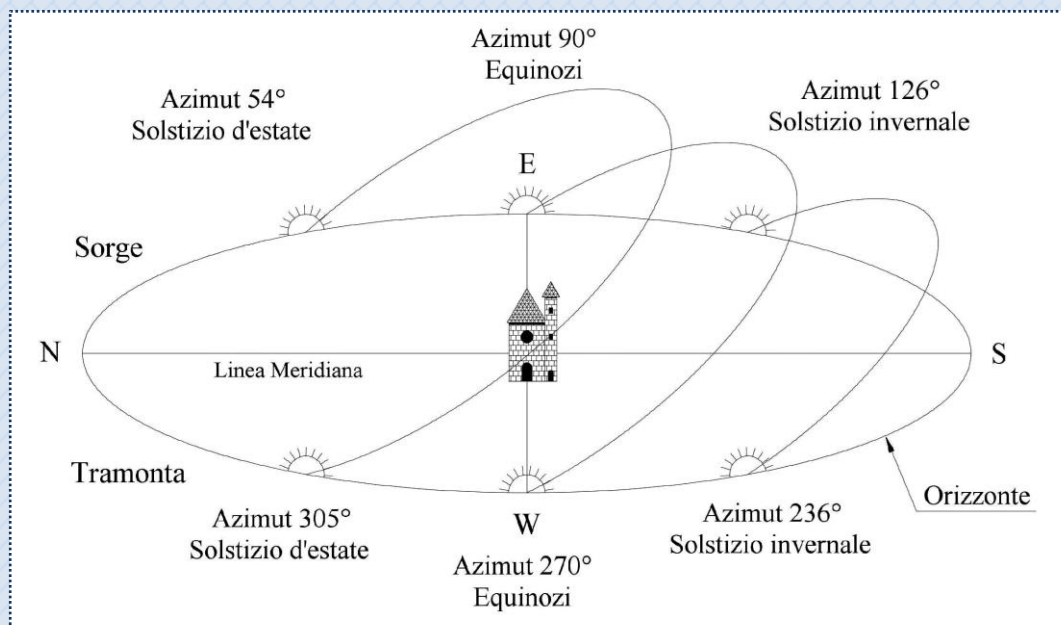 Azimut 90°
Equinozi
Azimut 54°
Solstizio d'estate
Azimut 126°
Solstizio invernale
E
Sorge
N
S
Linea Meridiana
Tramonta
Orizzonte
Azimut 305°
Solstizio d'estate
W
Azimut 236°
Solstizio invernale
Azimut 270°
Equinozi